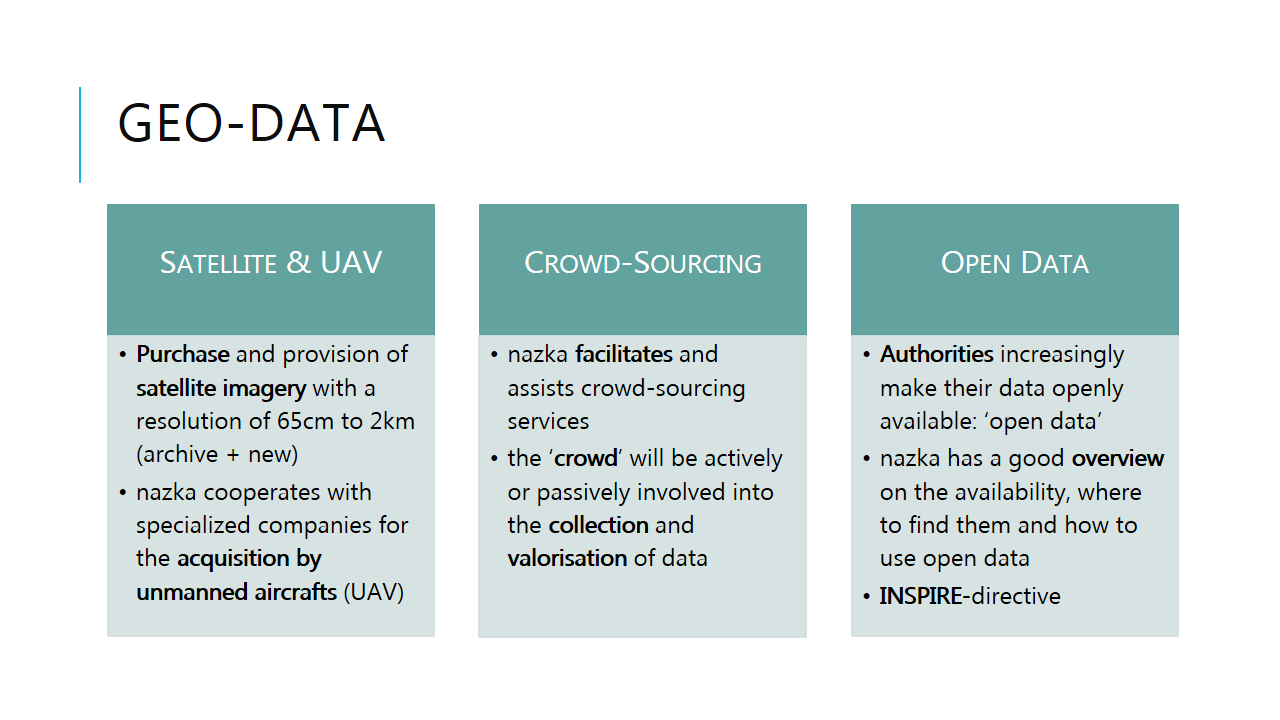 GEO-DATA
SATELLITE & UAV
• Purchase and provision of
satellite imagery with a
resolution of 65cm to 2km
(archive + new)
• nazka cooperates with
specialized companies for
the acquisition by
unmanned aircrafts (UAV)
CROWD-SOURCING
• nazka facilitates and
assists crowd-sourcing
services
• the ‘crowd’ will be actively
or passively involved into
the collection and
valorisation of data
OPEN DATA
• Authorities increasingly
make their data openly
available: ‘open data’
• nazka has a good overview
on the availability, where
to find them and how to
use open data
• INSPIRE-directive